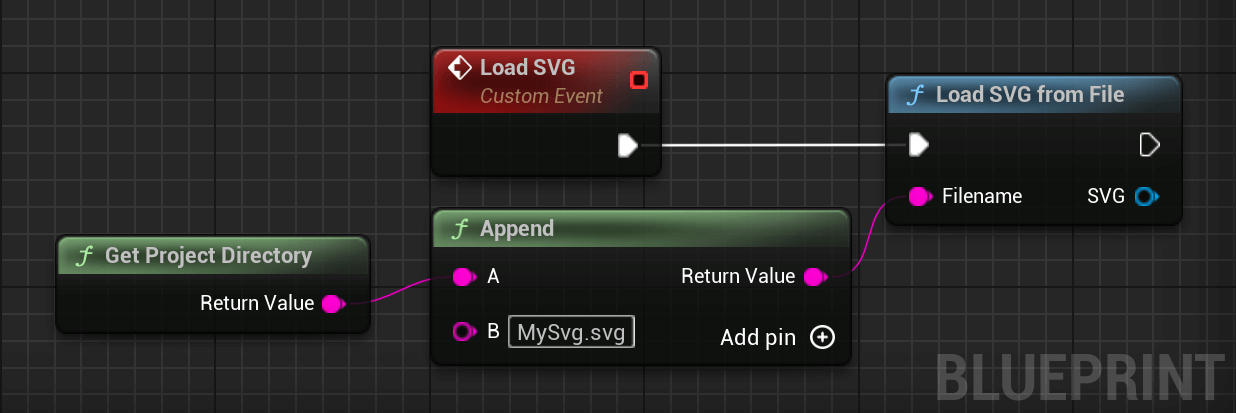 Load SVG
Custom Event
f Load SVG from File
Filename SVG
f Append
A Return Value
B MySvg.svg
Add pin
f Get Project Directory
Return Value
BLUEPRINT